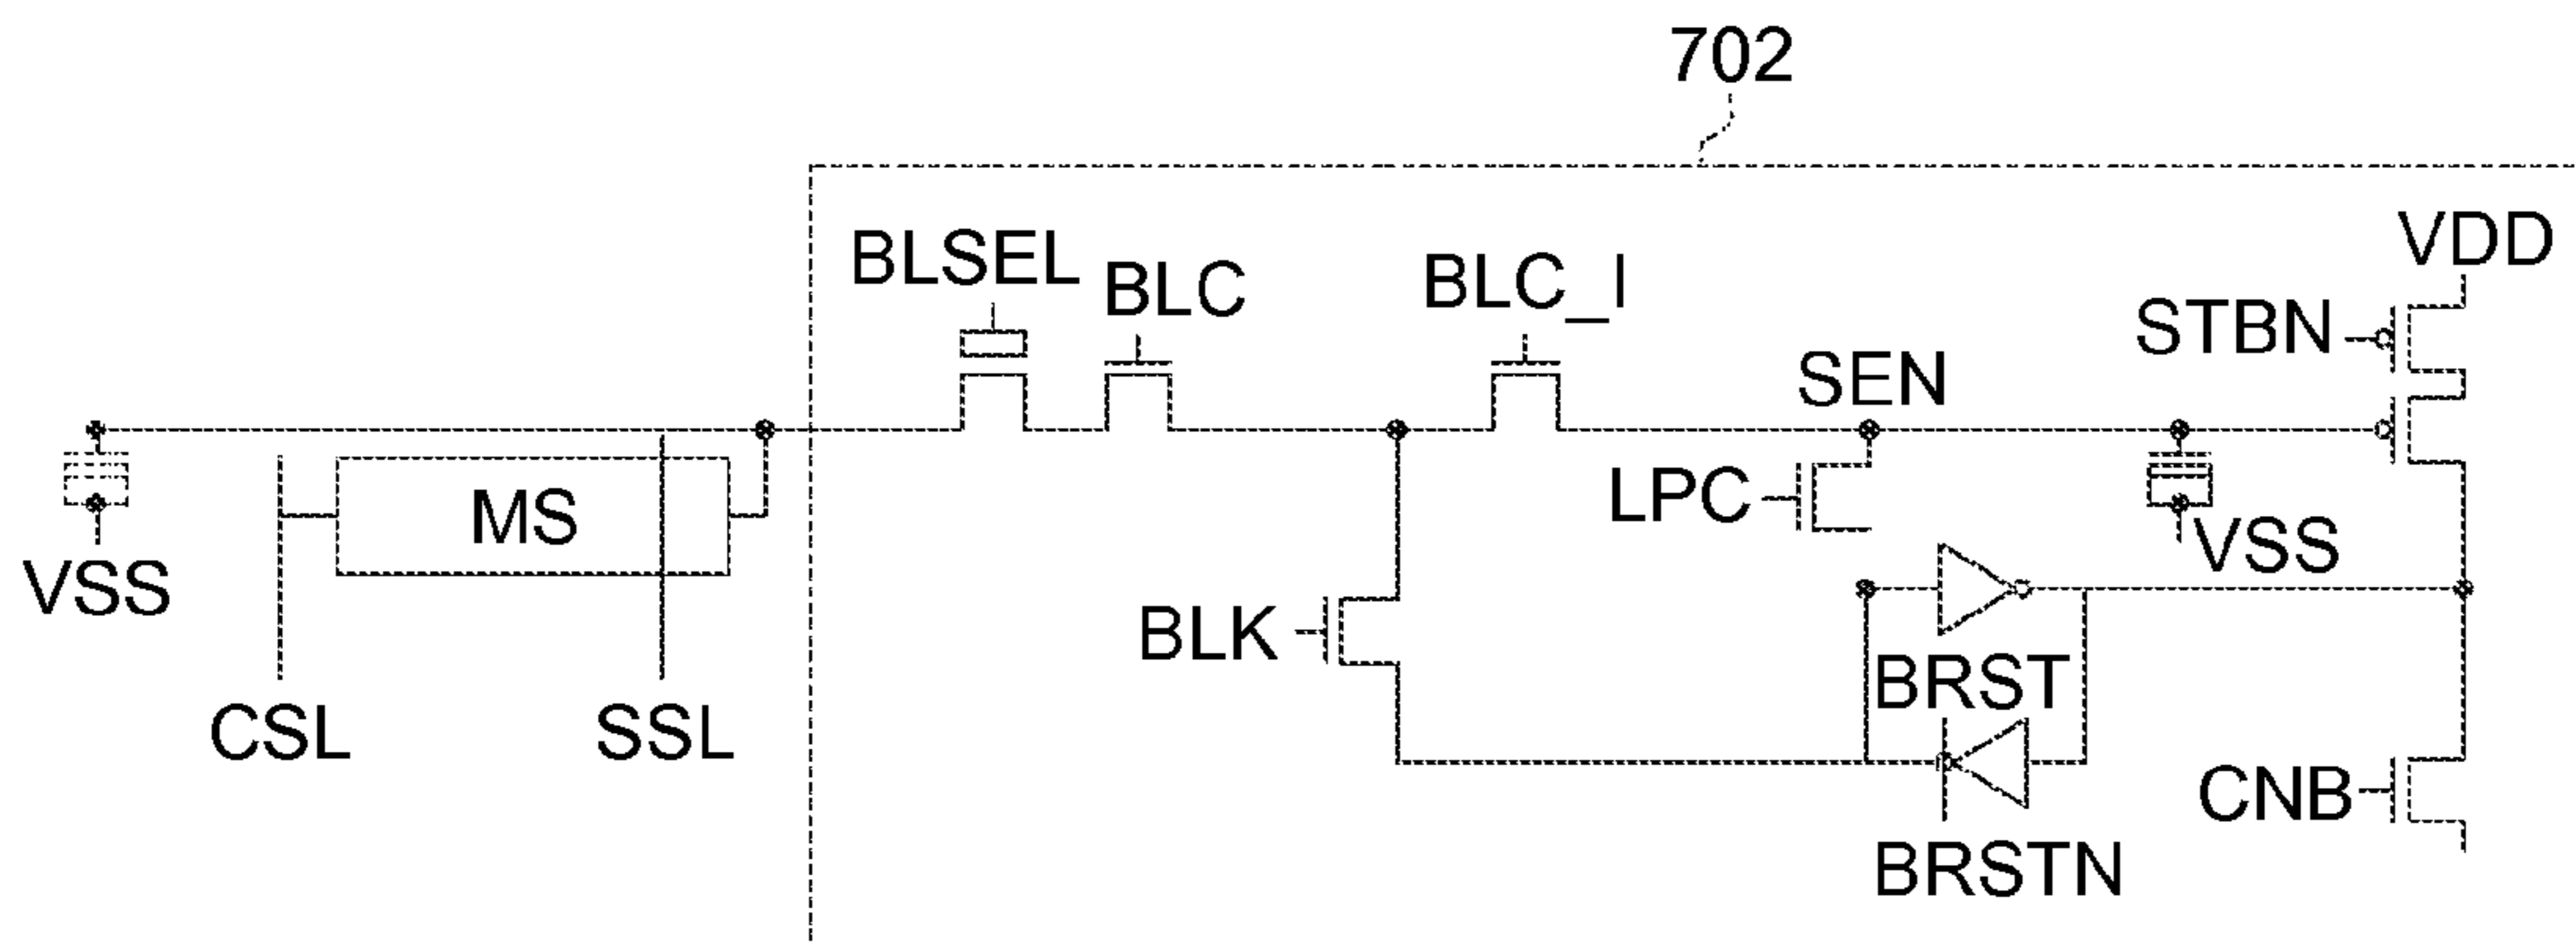 702
VDD
BLSEL
BLC
BLC_I
STBN
SEN
LPC
MS
VSS
VSS
BLK
BRST
CSL
SSL
CNB
BRSTN